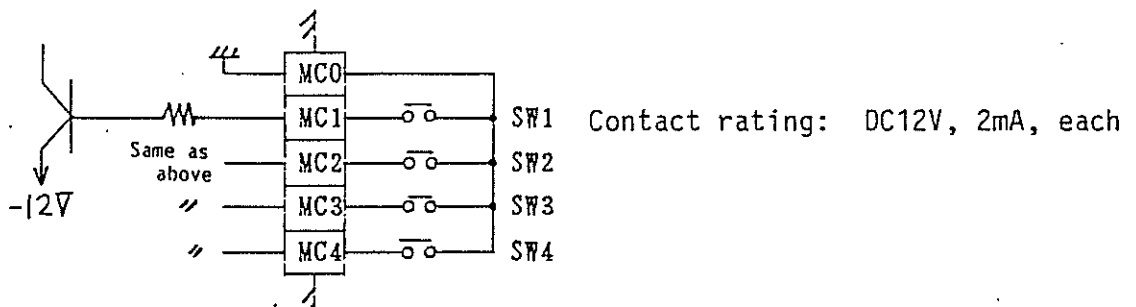 MC0
MC1 SW1 Contact rating: DC12V, 2mA, each
Same as
above
MC2 SW2
-12V
〃 MC3 SW3
〃 MC4 SW4